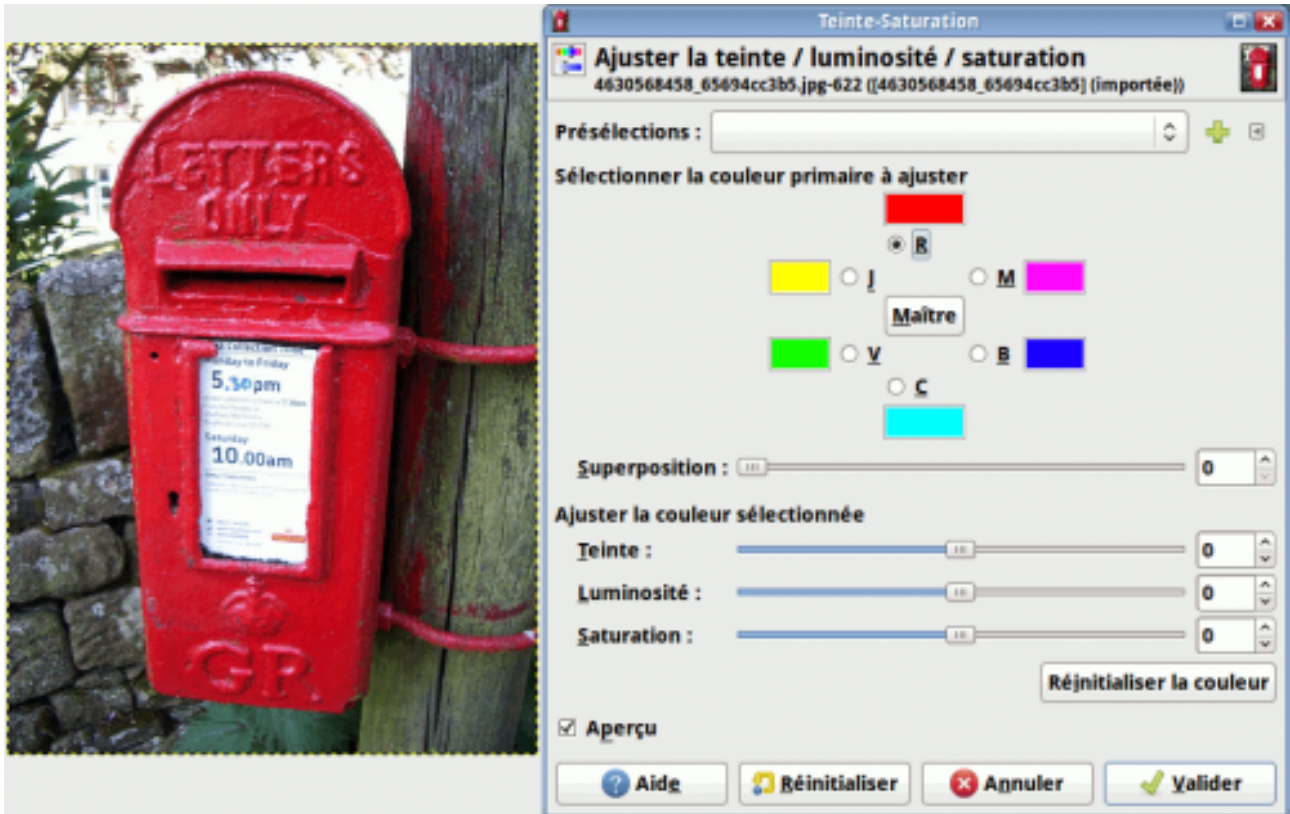 LETTERS
ONLY
Monday to Friday
5.30pm
Saturday
10.00am
GR
Teinte-Saturation
Ajuster la teinte / luminosité / saturation
4630568458_65694cc3b5.jpg-622 ([4630568458_65694cc3b5] (importée))
Présélections :
Sélectionner la couleur primaire à ajuster
R
J M
Maître
V B
C
Superposition : 0
Ajuster la couleur sélectionnée
Teinte : 0
Luminosité : 0
Saturation : 0
Réinitialiser la couleur
Aperçu
Aide Réinitialiser Annuler Valider